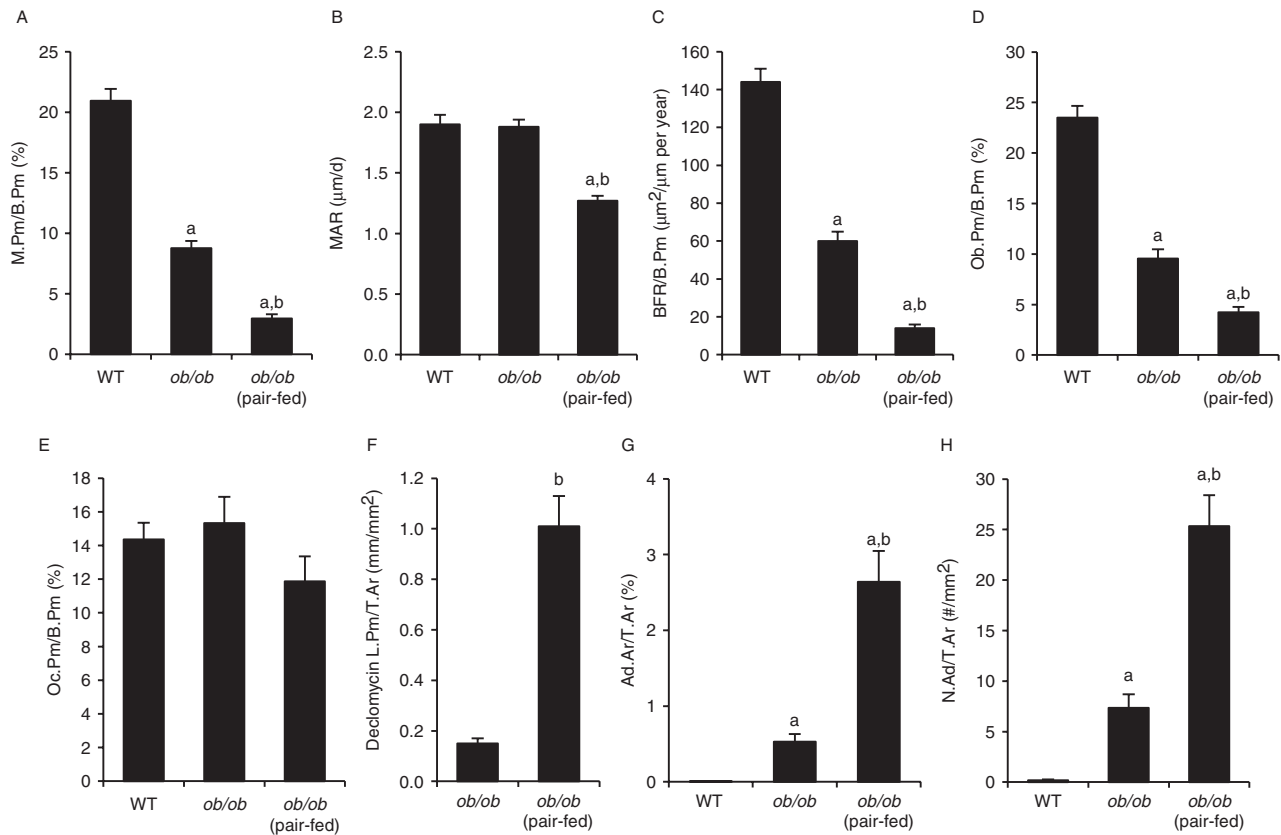 A
M.Pm/B.Pm (%)
25
20
15
10
5
0
a
a,b
WT
ob/ob
ob/ob
(pair-fed)
B
MAR (μm/d)
2.5
2.0
1.5
1.0
0.5
0.0
a,b
WT
ob/ob
ob/ob
(pair-fed)
C
BFR/B.Pm (μm²/μm per year)
160
140
120
100
80
60
40
20
0
a
a,b
WT
ob/ob
ob/ob
(pair-fed)
D
Ob.Pm/B.Pm (%)
30
25
20
15
10
5
0
a
a,b
WT
ob/ob
ob/ob
(pair-fed)
E
Oc.Pm/B.Pm (%)
18
16
14
12
10
8
6
4
2
0
WT
ob/ob
ob/ob
(pair-fed)
F
Declomycin L.Pm/T.Ar (mm/mm²)
1.2
1.0
0.8
0.6
0.4
0.2
0.0
b
ob/ob
ob/ob
(pair-fed)
G
Ad.Ar/T.Ar (%)
4
3
2
1
0
a
a,b
WT
ob/ob
ob/ob
(pair-fed)
H
N.Ad/T.Ar (#/mm²)
30
25
20
15
10
5
0
a
a,b
WT
ob/ob
ob/ob
(pair-fed)